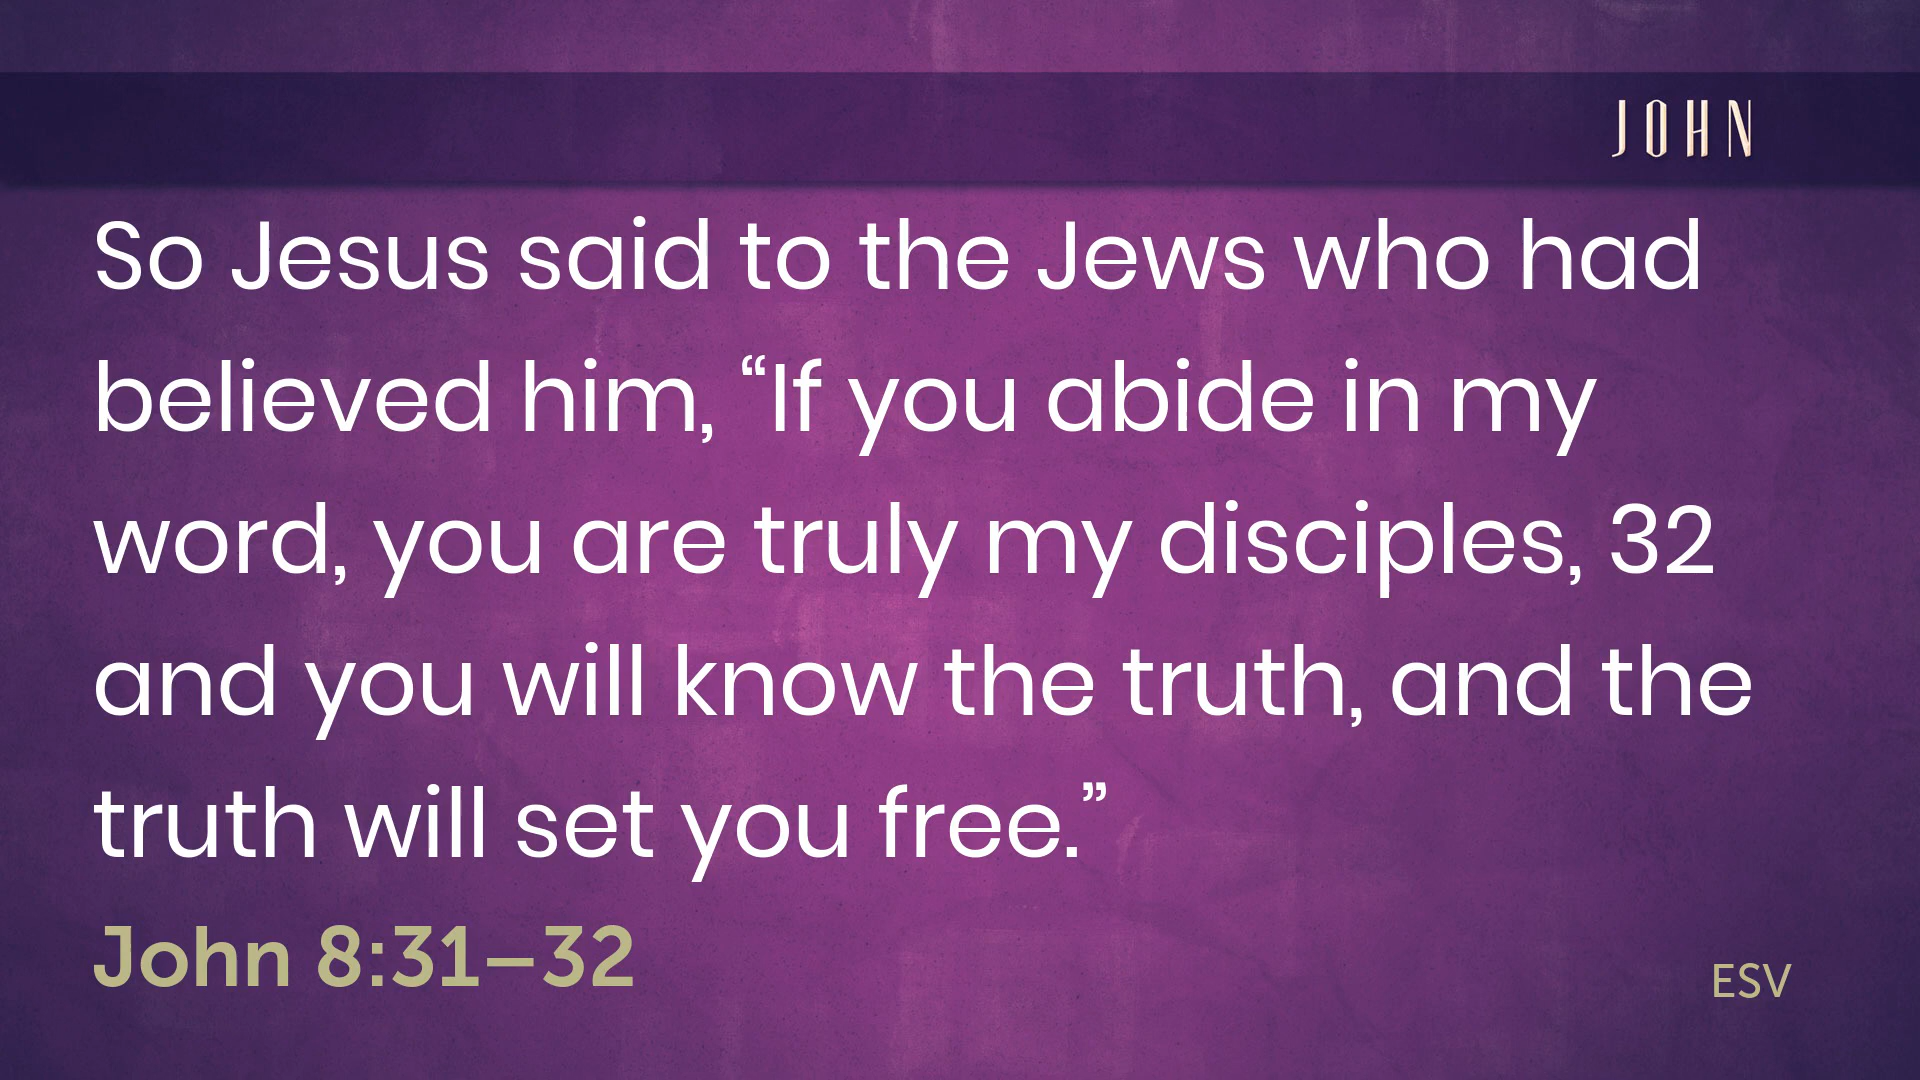 JOHN
So Jesus said to the Jews who had
believed him, “If you abide in my
word, you are truly my disciples, 32
and you will know the truth, and the
truth will set you free.”
John 8:31–32
ESV